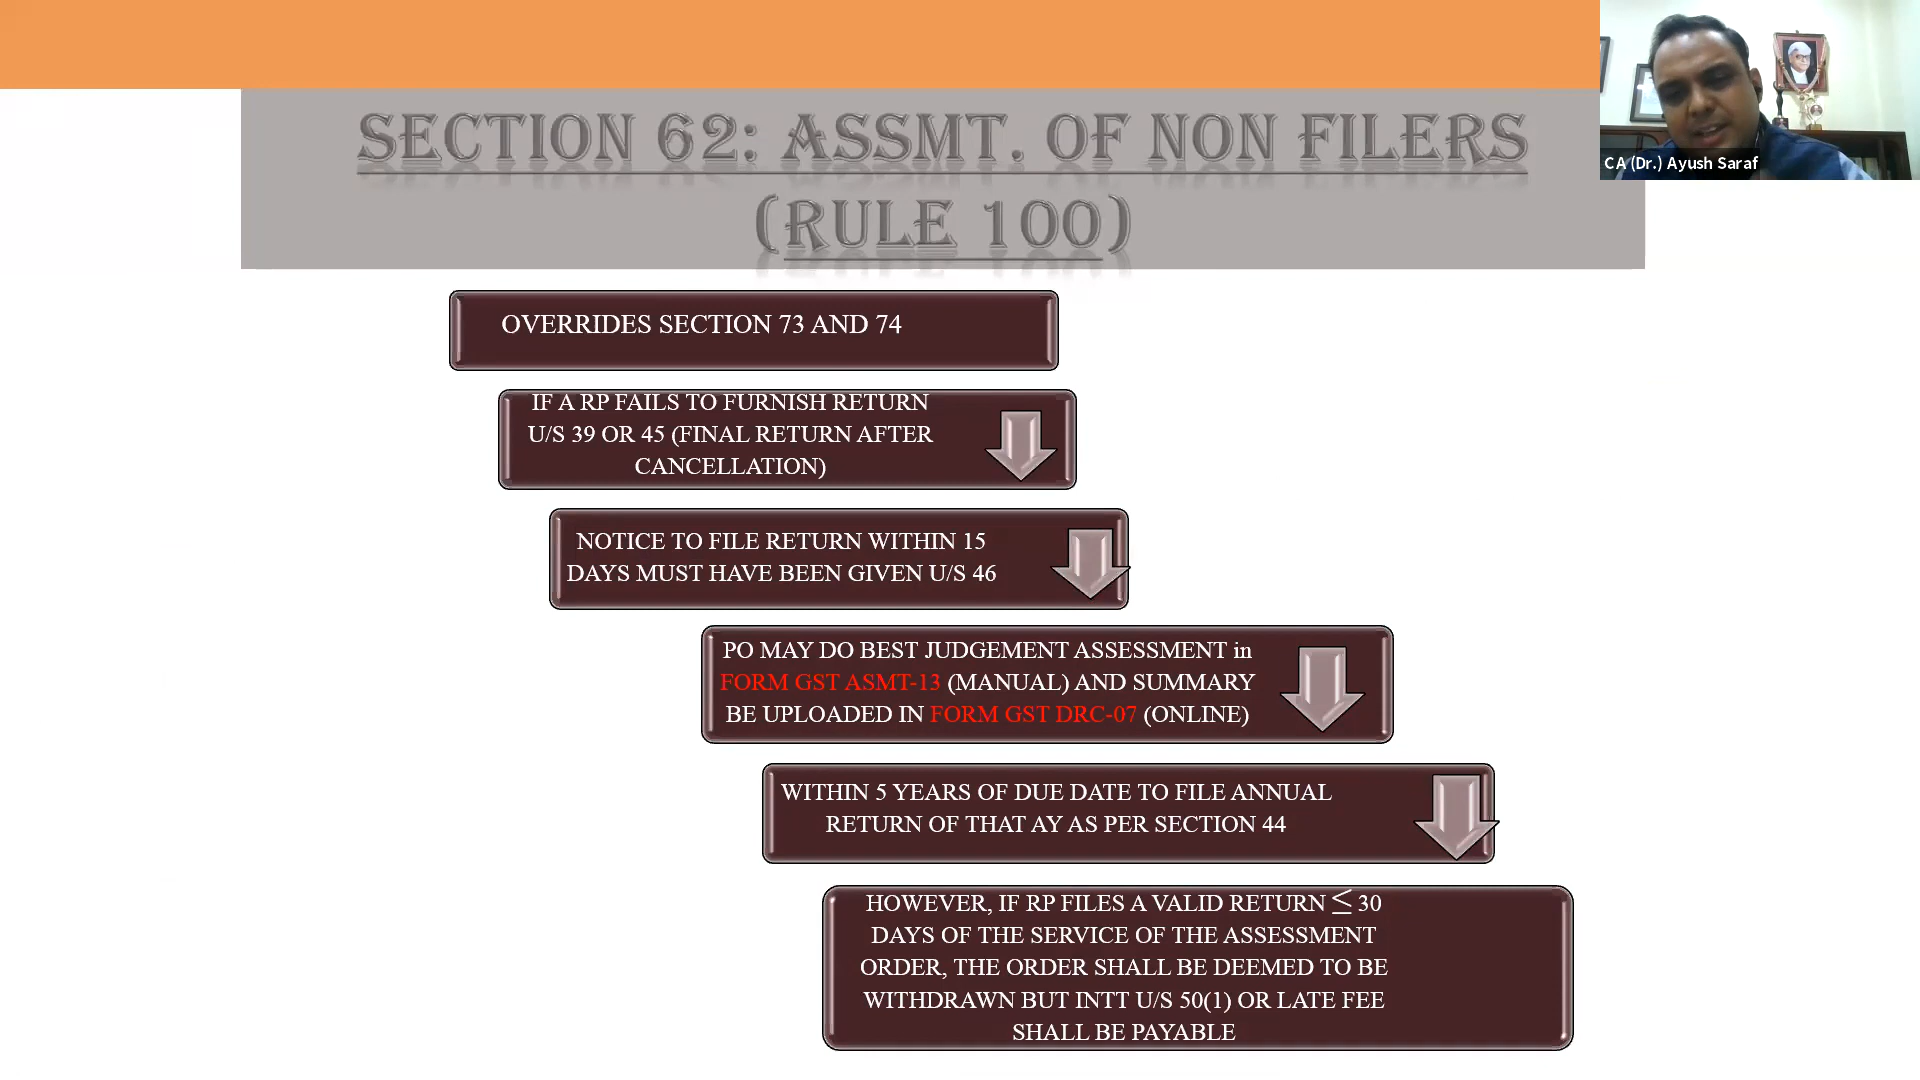 SECTION 62: ASSMT. OF NON FILERS
(RULE 100)
CA (Dr.) Ayush Saraf
OVERRIDES SECTION 73 AND 74
IF A RP FAILS TO FURNISH RETURN
U/S 39 OR 45 (FINAL RETURN AFTER
CANCELLATION)
NOTICE TO FILE RETURN WITHIN 15
DAYS MUST HAVE BEEN GIVEN U/S 46
PO MAY DO BEST JUDGEMENT ASSESSMENT in
FORM GST ASMT-13 (MANUAL) AND SUMMARY
BE UPLOADED IN FORM GST DRC-07 (ONLINE)
WITHIN 5 YEARS OF DUE DATE TO FILE ANNUAL
RETURN OF THAT AY AS PER SECTION 44
HOWEVER, IF RP FILES A VALID RETURN ≤ 30
DAYS OF THE SERVICE OF THE ASSESSMENT
ORDER, THE ORDER SHALL BE DEEMED TO BE
WITHDRAWN BUT INTT U/S 50(1) OR LATE FEE
SHALL BE PAYABLE